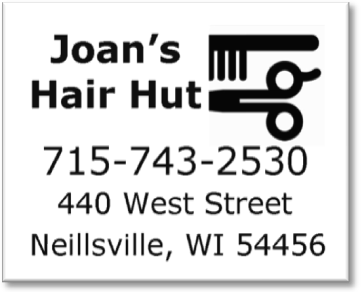 Joan's
Hair Hut
715-743-2530
440 West Street
Neillsville, WI 54456